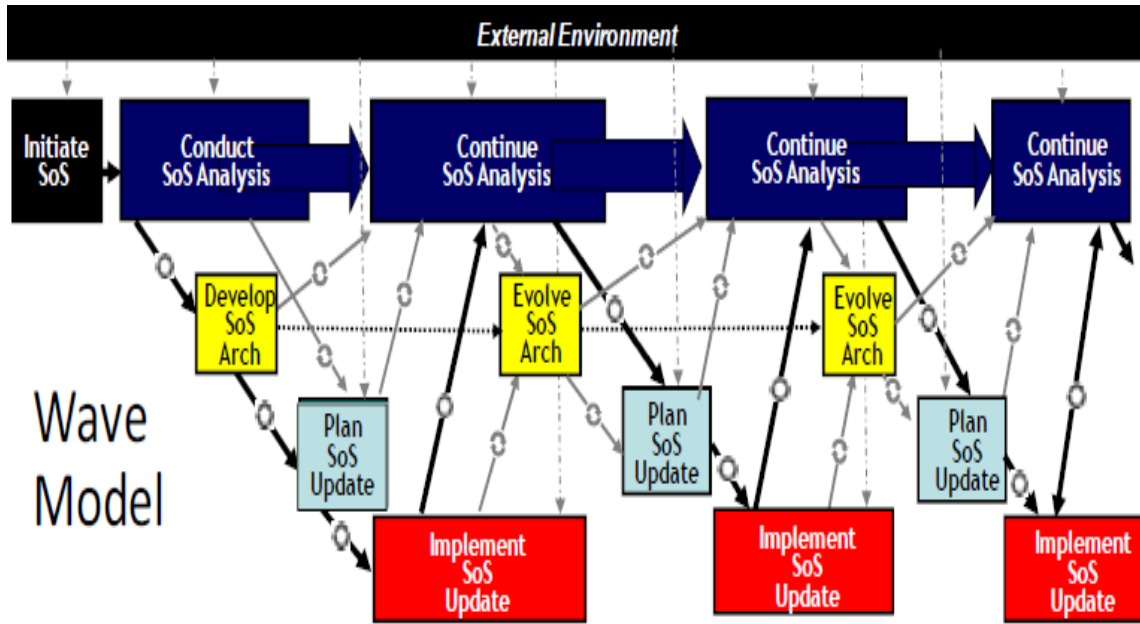 External Environment
Initiate
SoS
Conduct
SoS Analysis
Continue
SoS Analysis
Continue
SoS Analysis
Continue
SoS Analysis
Develop
SoS
Arch
Evolve
SoS
Arch
Evolve
SoS
Arch
Plan
SoS
Update
Plan
SoS
Update
Plan
SoS
Update
Wave
Model
Implement
SoS
Update
Implement
SoS
Update
Implement
SoS
Update